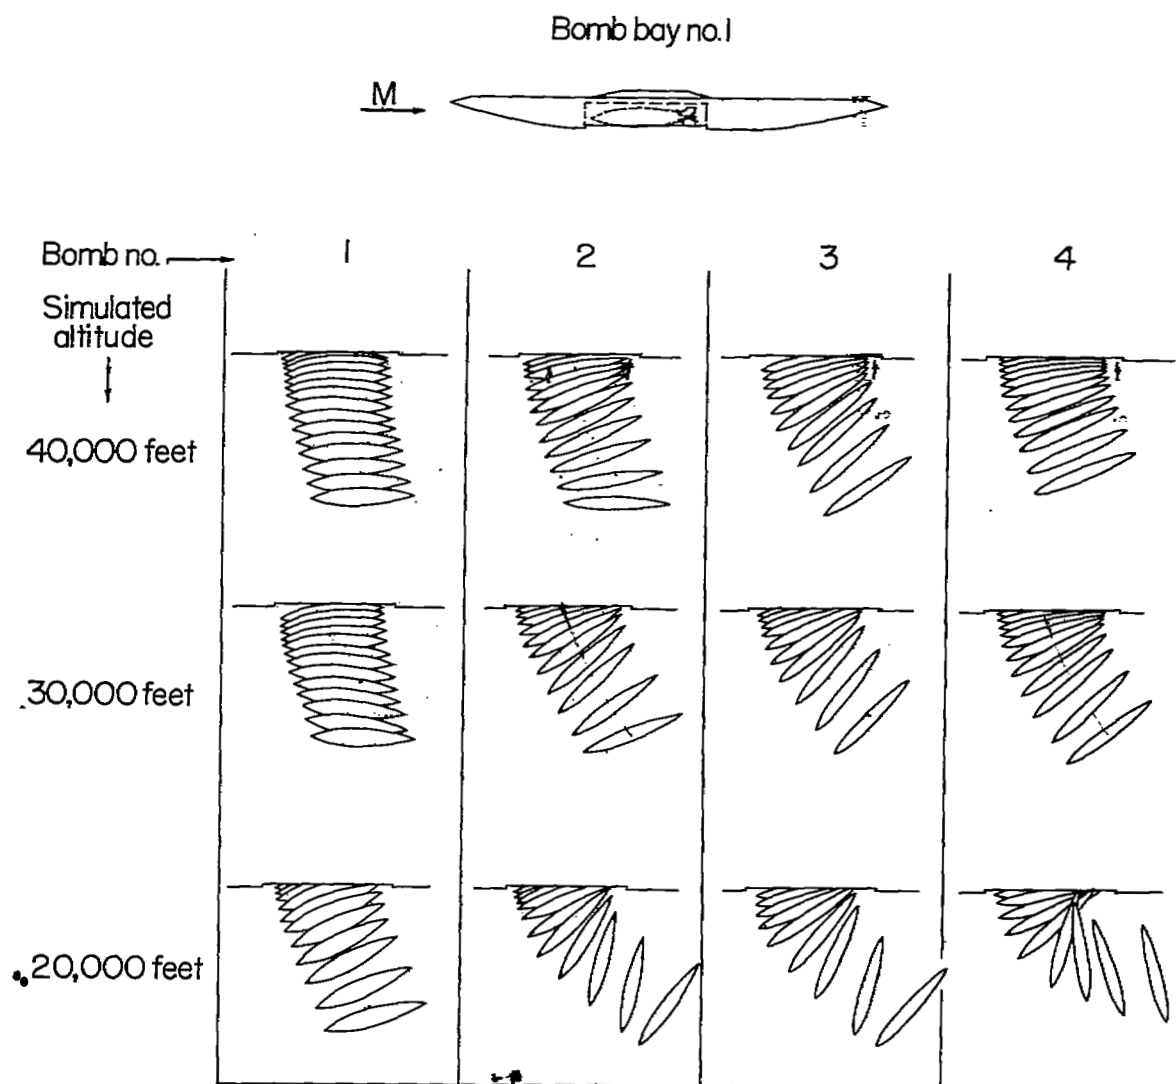 Bomb bay no. 1
M
Bomb no. 1 2 3 4
Simulated
altitude
40,000 feet
30,000 feet
20,000 feet